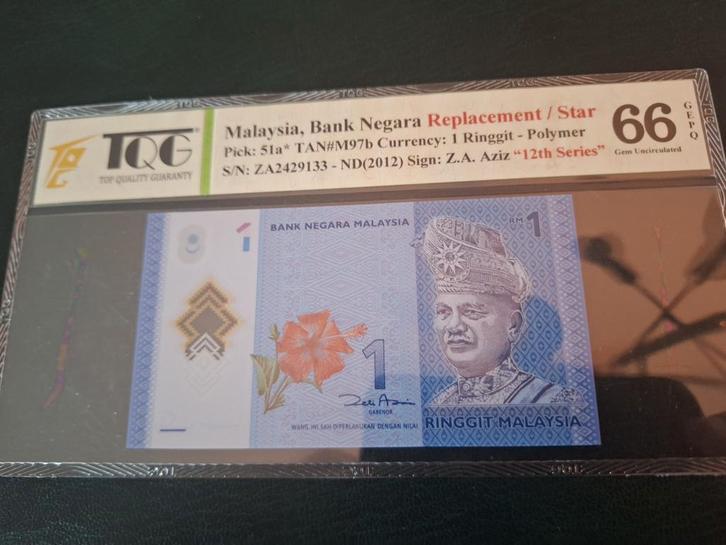 TQG
TOP QUALITY GUARANTY
Malaysia, Bank Negara Replacement / Star
Pick: 51a* TAN#M97b Currency: 1 Ringgit - Polymer
S/N: ZA2429133 - ND(2012) Sign: Z.A. Aziz "12th Series"
66
GEPQ
Gem Uncirculated
1
BANK NEGARA MALAYSIA
RM1
1
GABENOR
WANG INI SAH DIPERLAKUKAN DENGAN NILAI
RINGGIT MALAYSIA